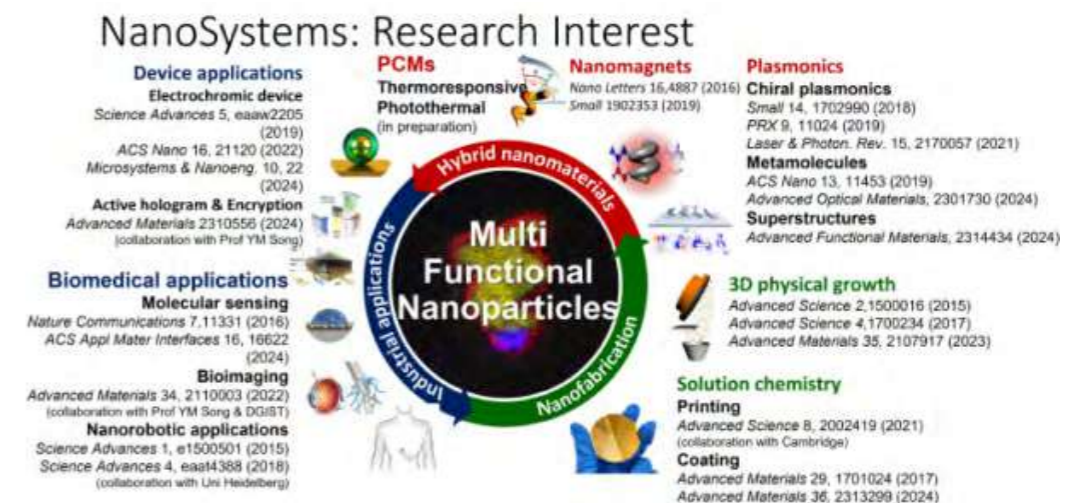 NanoSystems: Research Interest
Device applications
Electrochromic device
Science Advances 5, eaaw2205
(2019)
ACS Nano 16, 21120 (2022)
Microsystems & Nanoeng. 10, 22
(2024)
Active hologram & Encryption
Advanced Materials 2310556 (2024)
(collaboration with Prof YM Song)
Biomedical applications
Molecular sensing
Nature Communications 7,11331 (2016)
ACS Appl Mater Interfaces 16, 16622
(2024)
Bioimaging
Advanced Materials 34, 2110003 (2022)
(collaboration with Prof YM Song & DGIST)
Nanorobotic applications
Science Advances 1, e1500501 (2015)
Science Advances 4, eaat4388 (2018)
(collaboration with Uni Heidelberg)
PCMs
Thermoresponsive
Photothermal
(in preparation)
Nanomagnets
Nano Letters 16,4887 (2016)
Small 1902353 (2019)
Plasmonics
Chiral plasmonics
Small 14, 1702990 (2018)
PRX 9, 11024 (2019)
Laser & Photon. Rev. 15, 2170057 (2021)
Metamolecules
ACS Nano 13, 11453 (2019)
Advanced Optical Materials, 2301730 (2024)
Superstructures
Advanced Functional Materials, 2314434 (2024)
Hybrid nanomaterials
Industrial applications
Nanofabrication
Multi
Functional
Nanoparticles
3D physical growth
Advanced Science 2,1500016 (2015)
Advanced Science 4,1700234 (2017)
Advanced Materials 35, 2107917 (2023)
Solution chemistry
Printing
Advanced Science 8, 2002419 (2021)
(collaboration with Cambridge)
Coating
Advanced Materials 29, 1701024 (2017)
Advanced Materials 36, 2313299 (2024)